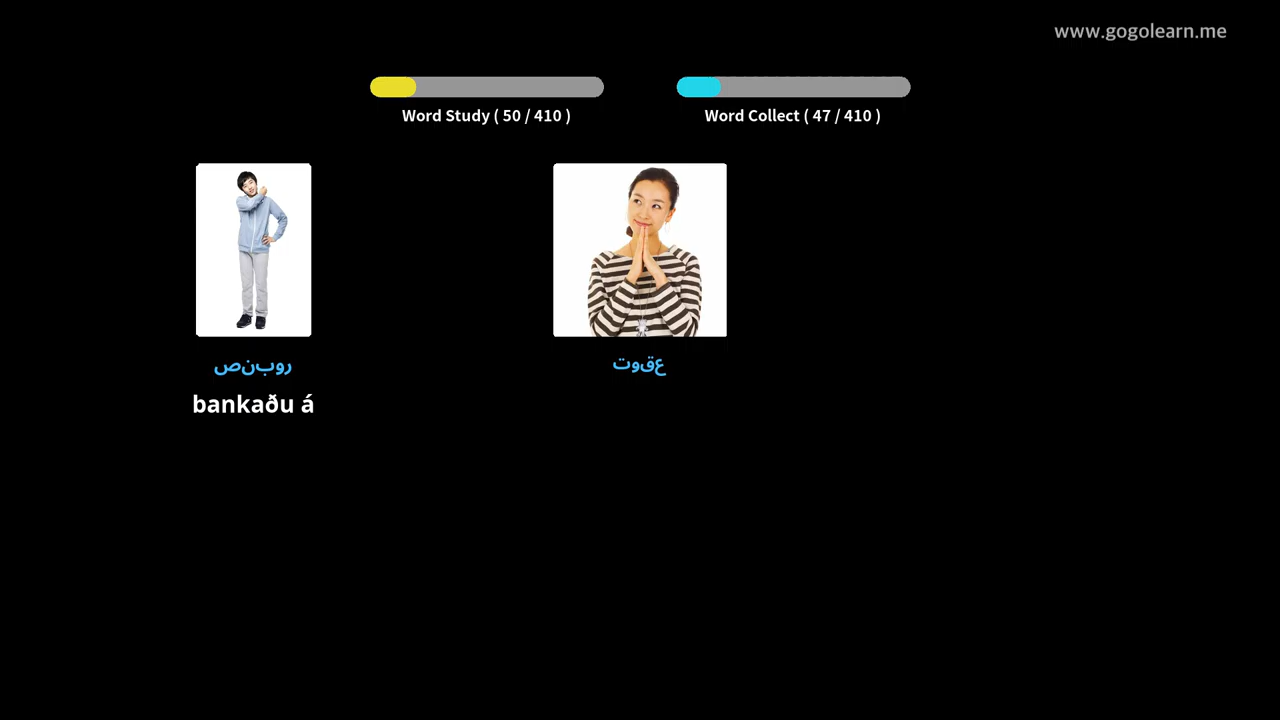 www.gogolearn.me
Word Study ( 50 / 410 )
Word Collect ( 47 / 410 )
روبنص
bankaðu á
عقوت